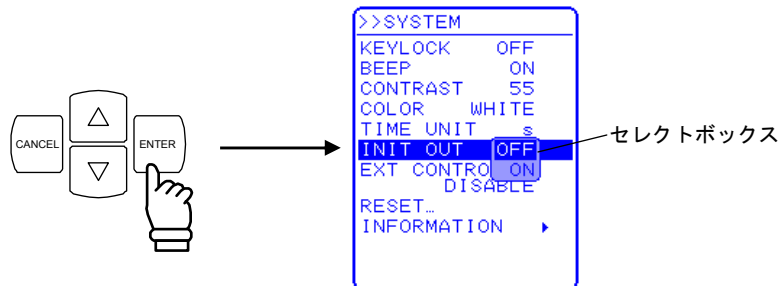 CANCEL
ENTER
>>SYSTEM
KEYLOCK OFF
BEEP ON
CONTRAST 55
COLOR WHITE
TIME UNIT s
INIT OUT OFF
EXT CONTRO ON
DISABLE
RESET…
INFORMATION
セレクトボックス